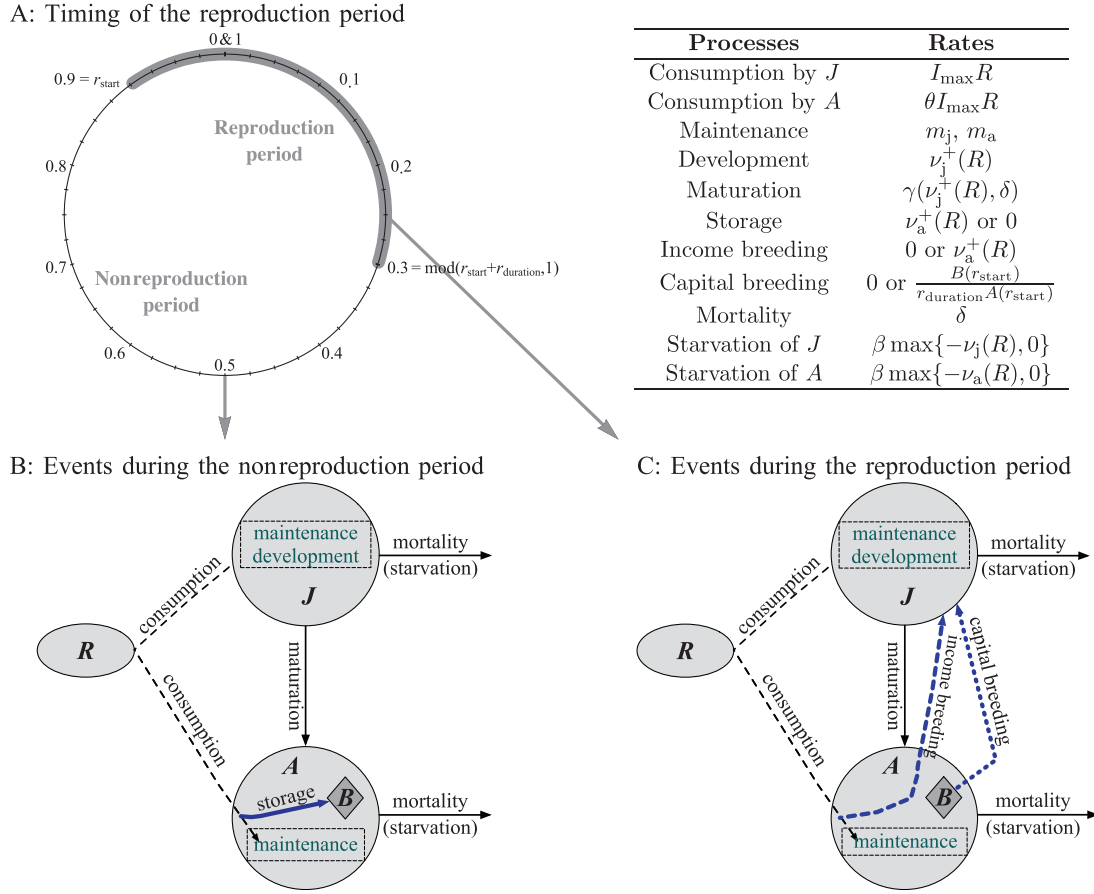 A: Timing of the reproduction period
0 & 1
0.9 = r_start
0.1
Reproduction
period
0.8
0.2
0.7
Nonreproduction
period
0.3 = mod(r_start+r_duration,1)
0.6
0.4
0.5
Processes Rates
Consumption by J I_max R
Consumption by A θI_max R
Maintenance m_j, m_a
Development ν_j^+(R)
Maturation γ(ν_j^+(R), δ)
Storage ν_a^+(R) or 0
Income breeding 0 or ν_a^+(R)
Capital breeding 0 or B(r_start)/(r_duration A(r_start))
Mortality δ
Starvation of J β max{−ν_j(R), 0}
Starvation of A β max{−ν_a(R), 0}
B: Events during the nonreproduction period
maintenance
development
J
mortality
(starvation)
consumption
R
consumption
maturation
A
storage
B
maintenance
mortality
(starvation)
C: Events during the reproduction period
maintenance
development
J
mortality
(starvation)
consumption
R
consumption
maturation
income breeding
capital breeding
A
B
maintenance
mortality
(starvation)